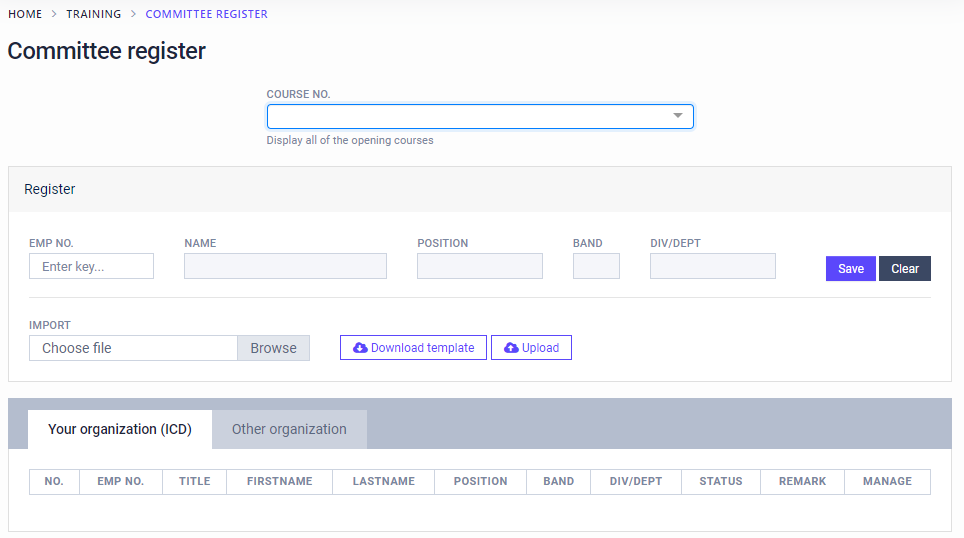 HOME > TRAINING > COMMITTEE REGISTER
Committee register
COURSE NO.
Display all of the opening courses
Register
EMP NO. NAME POSITION BAND DIV/DEPT
Enter key... Save Clear
IMPORT
Choose file Browse Download template Upload
Your organization (ICD) Other organization
NO. EMP NO. TITLE FIRSTNAME LASTNAME POSITION BAND DIV/DEPT STATUS REMARK MANAGE